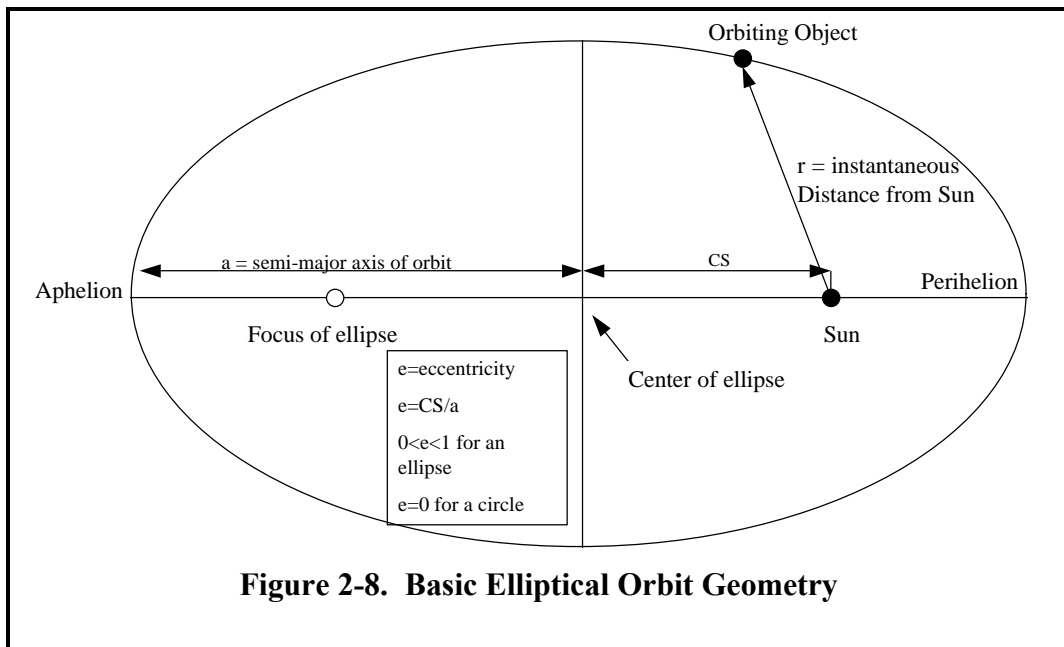 Orbiting Object
r = instantaneous
Distance from Sun
a = semi-major axis of orbit
CS
Aphelion
Perihelion
Focus of ellipse
Sun
Center of ellipse
e=eccentricity
e=CS/a
0<e<1 for an
ellipse
e=0 for a circle
Figure 2-8. Basic Elliptical Orbit Geometry